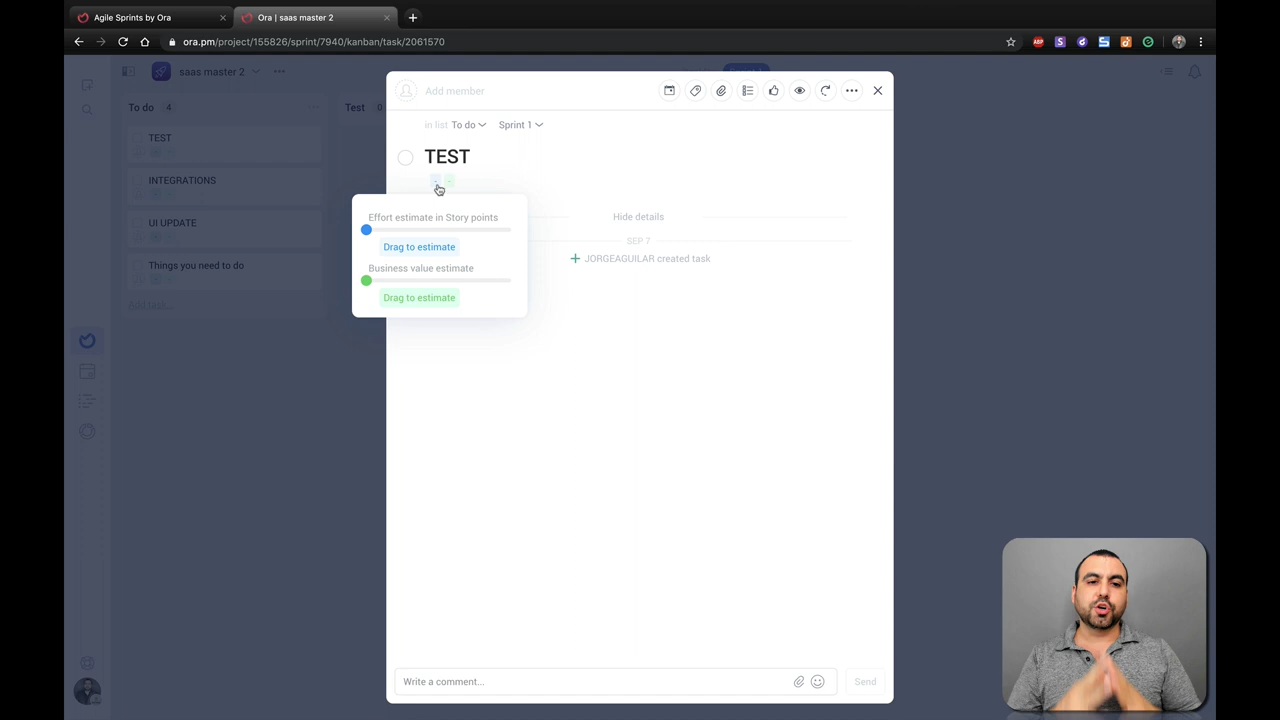 Agile Sprints by Ora
Ora | saas master 2
ora.pm/project/155826/sprint/7940/kanban/task/2061570
ABP
saas master 2
Add member
To do 4
Test 0
in list To do
Sprint 1
TEST
TEST
INTEGRATIONS
UI UPDATE
Things you need to do
Add task...
Effort estimate in Story points
Drag to estimate
Business value estimate
Drag to estimate
Hide details
SEP 7
JORGEAGUILAR created task
Write a comment...
Send